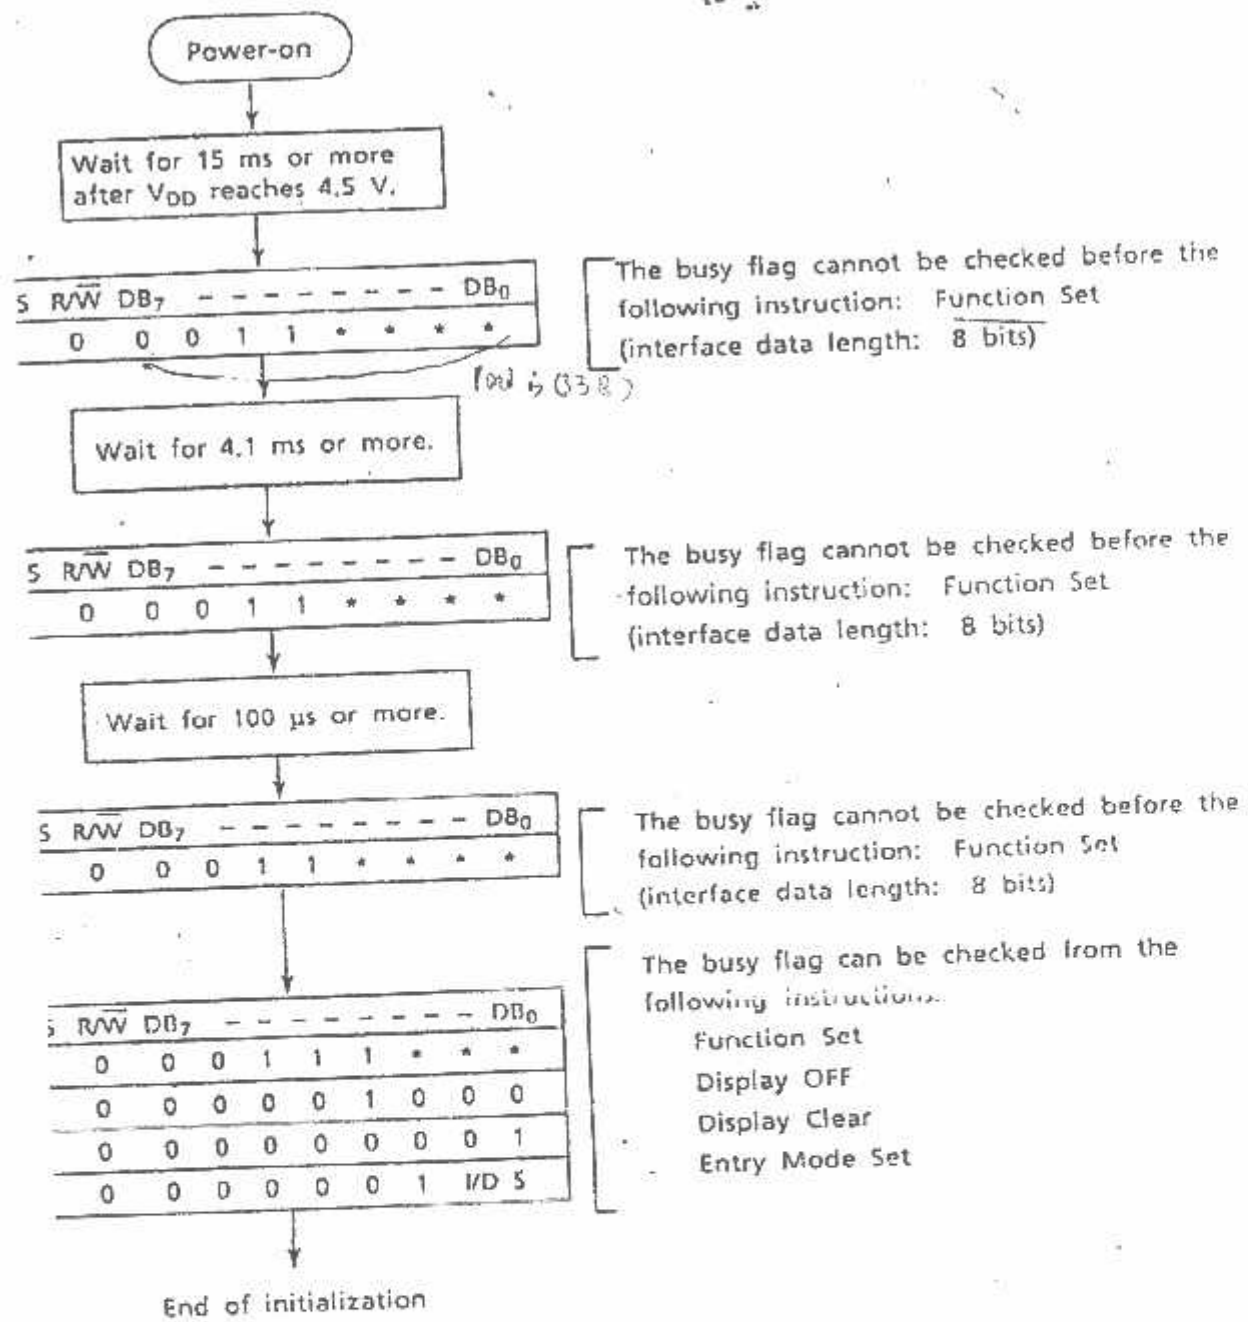 Power-on
Wait for 15 ms or more
after VDD reaches 4.5 V.
S R/W DB7 - - - - - - - - DB0
0 0 0 1 1 * * * *
The busy flag cannot be checked before the
following instruction: Function Set
(interface data length: 8 bits)
Wait for 4.1 ms or more.
S R/W DB7 - - - - - - - - DB0
0 0 0 1 1 * * * *
The busy flag cannot be checked before the
following instruction: Function Set
(interface data length: 8 bits)
Wait for 100 μs or more.
S R/W DB7 - - - - - - - - DB0
0 0 0 1 1 * * * *
The busy flag cannot be checked before the
following instruction: Function Set
(interface data length: 8 bits)
The busy flag can be checked from the
following instructions.
Function Set
Display OFF
Display Clear
Entry Mode Set
S R/W DB7 - - - - - - - - DB0
0 0 0 1 1 1 * * *
0 0 0 0 0 1 0 0 0
0 0 0 0 0 0 0 0 1
0 0 0 0 0 0 1 I/D S
End of initialization